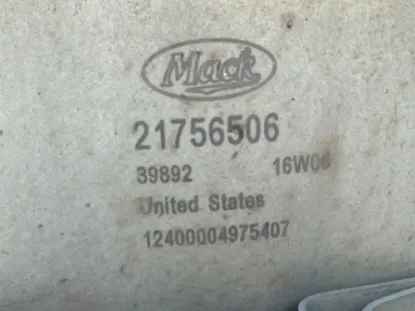 Mack
21756506
39892 16W06
United States
12400004975407